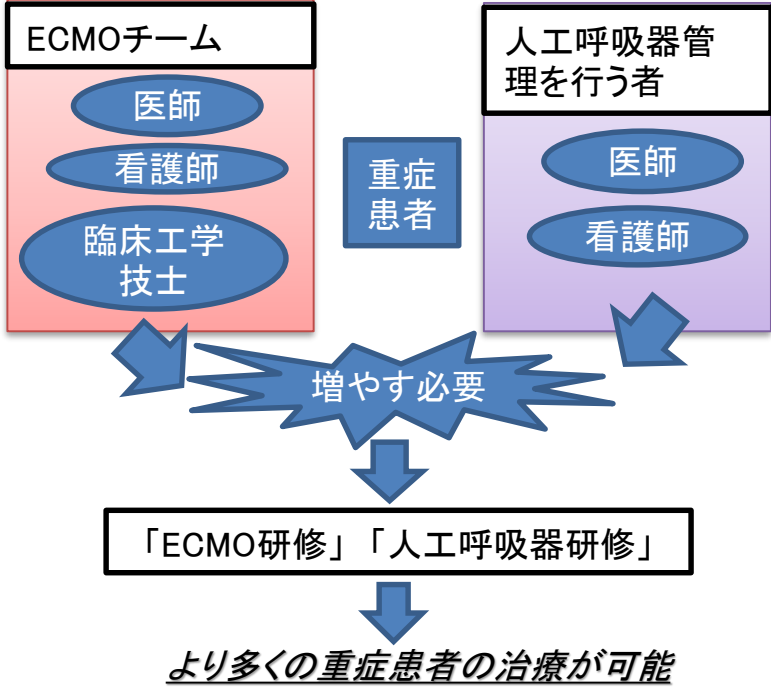 ECMOチーム
医師
看護師
臨床工学
技士
重症
患者
人工呼吸器管
理を行う者
医師
看護師
増やす必要
「ECMO研修」「人工呼吸器研修」
より多くの重症患者の治療が可能